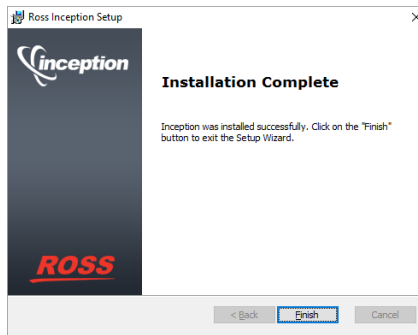 Ross Inception Setup
inception
Installation Complete
Inception was installed successfully. Click on the "Finish"
button to exit the Setup Wizard.
ROSS
< Back
Finish
Cancel